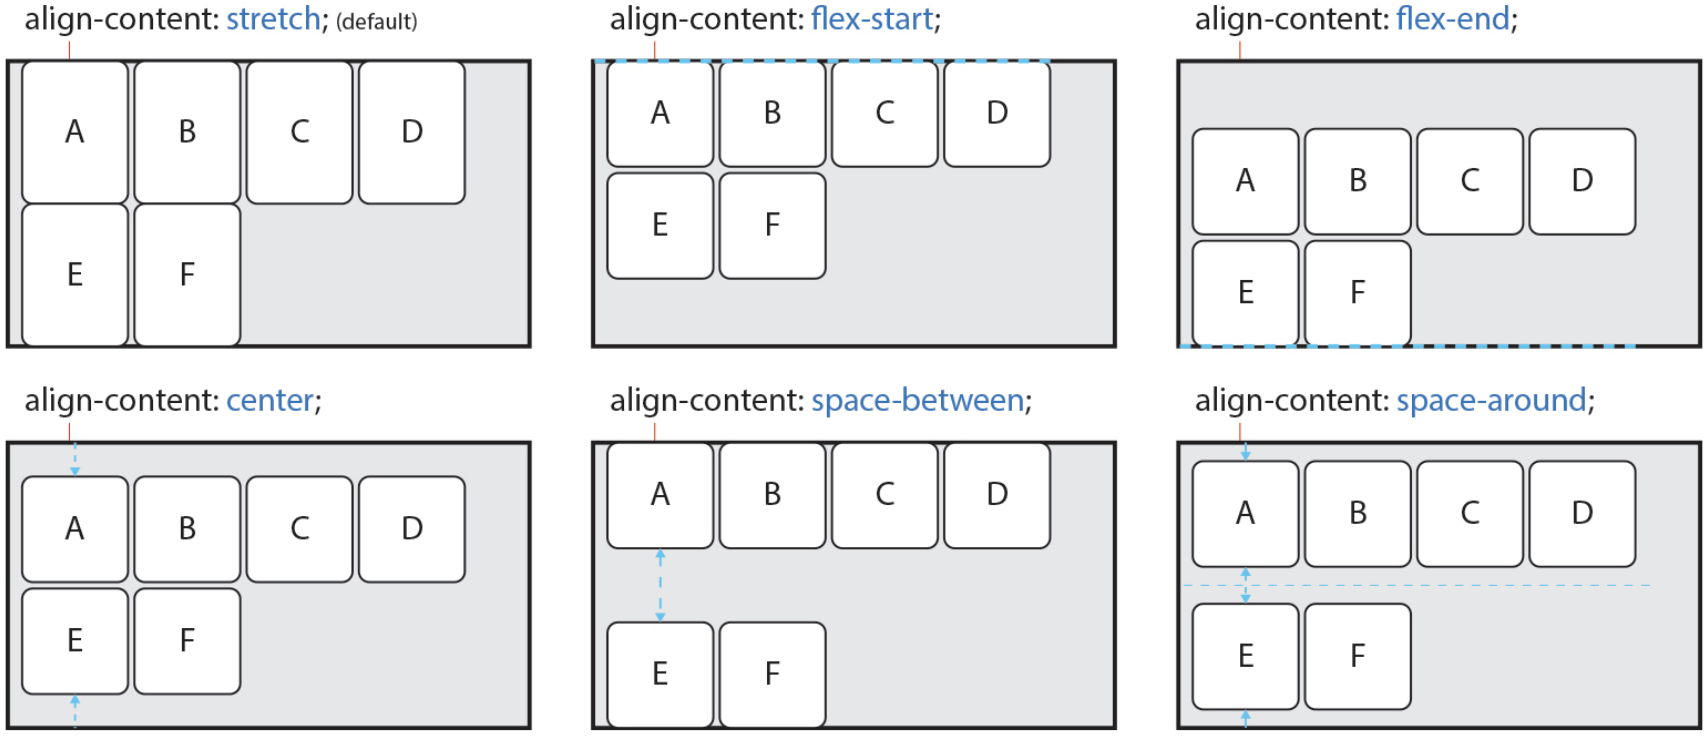 align-content: stretch; (default)
A B C D
E F
align-content: flex-start;
A B C D
E F
align-content: flex-end;
A B C D
E F
align-content: center;
A B C D
E F
align-content: space-between;
A B C D
E F
align-content: space-around;
A B C D
E F